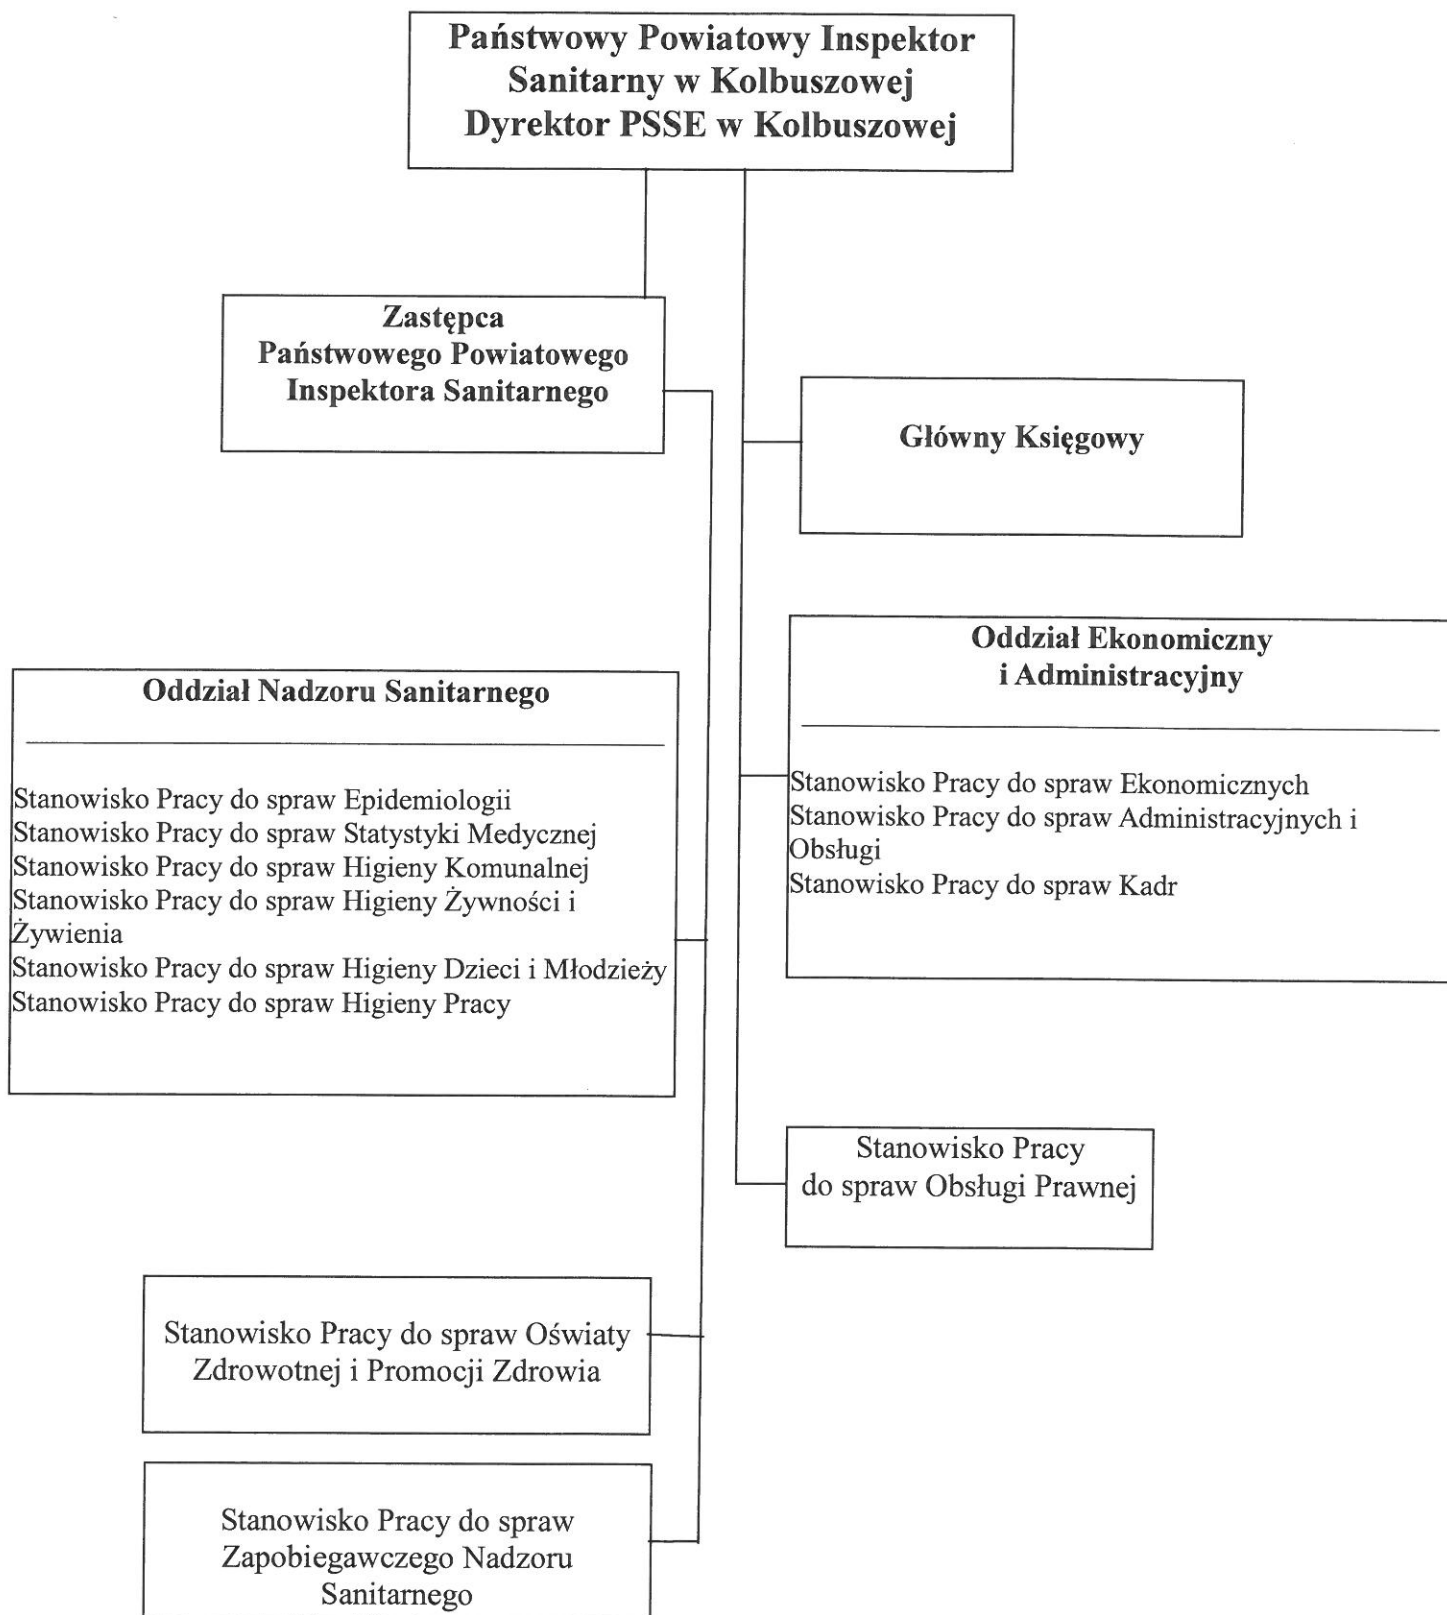 Państwowy Powiatowy Inspektor
Sanitarny w Kolbuszowej
Dyrektor PSSE w Kolbuszowej
Zastępca
Państwowego Powiatowego
Inspektora Sanitarnego
Główny Księgowy
Oddział Ekonomiczny
i Administracyjny
Stanowisko Pracy do spraw Ekonomicznych
Stanowisko Pracy do spraw Administracyjnych i
Obsługi
Stanowisko Pracy do spraw Kadr
Oddział Nadzoru Sanitarnego
Stanowisko Pracy do spraw Epidemiologii
Stanowisko Pracy do spraw Statystyki Medycznej
Stanowisko Pracy do spraw Higieny Komunalnej
Stanowisko Pracy do spraw Higieny Żywności i
Żywienia
Stanowisko Pracy do spraw Higieny Dzieci i Młodzieży
Stanowisko Pracy do spraw Higieny Pracy
Stanowisko Pracy
do spraw Obsługi Prawnej
Stanowisko Pracy do spraw Oświaty
Zdrowotnej i Promocji Zdrowia
Stanowisko Pracy do spraw
Zapobiegawczego Nadzoru
Sanitarnego